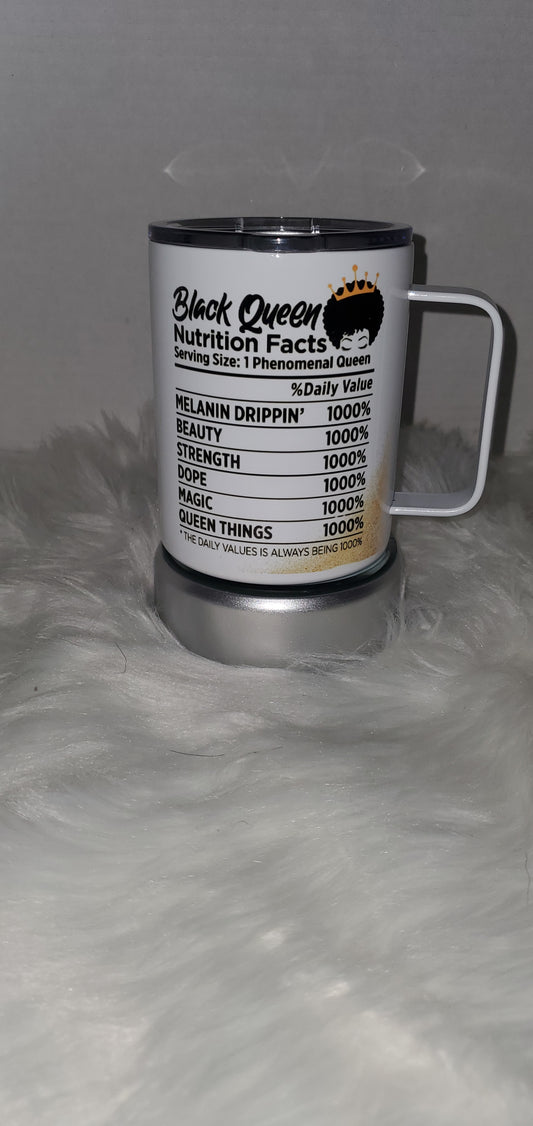 Black Queen
Nutrition Facts
Serving Size: 1 Phenomenal Queen
%Daily Value
MELANIN DRIPPIN' 1000%
BEAUTY 1000%
STRENGTH 1000%
DOPE 1000%
MAGIC 1000%
QUEEN THINGS 1000%
* THE DAILY VALUES IS ALWAYS BEING 1000%